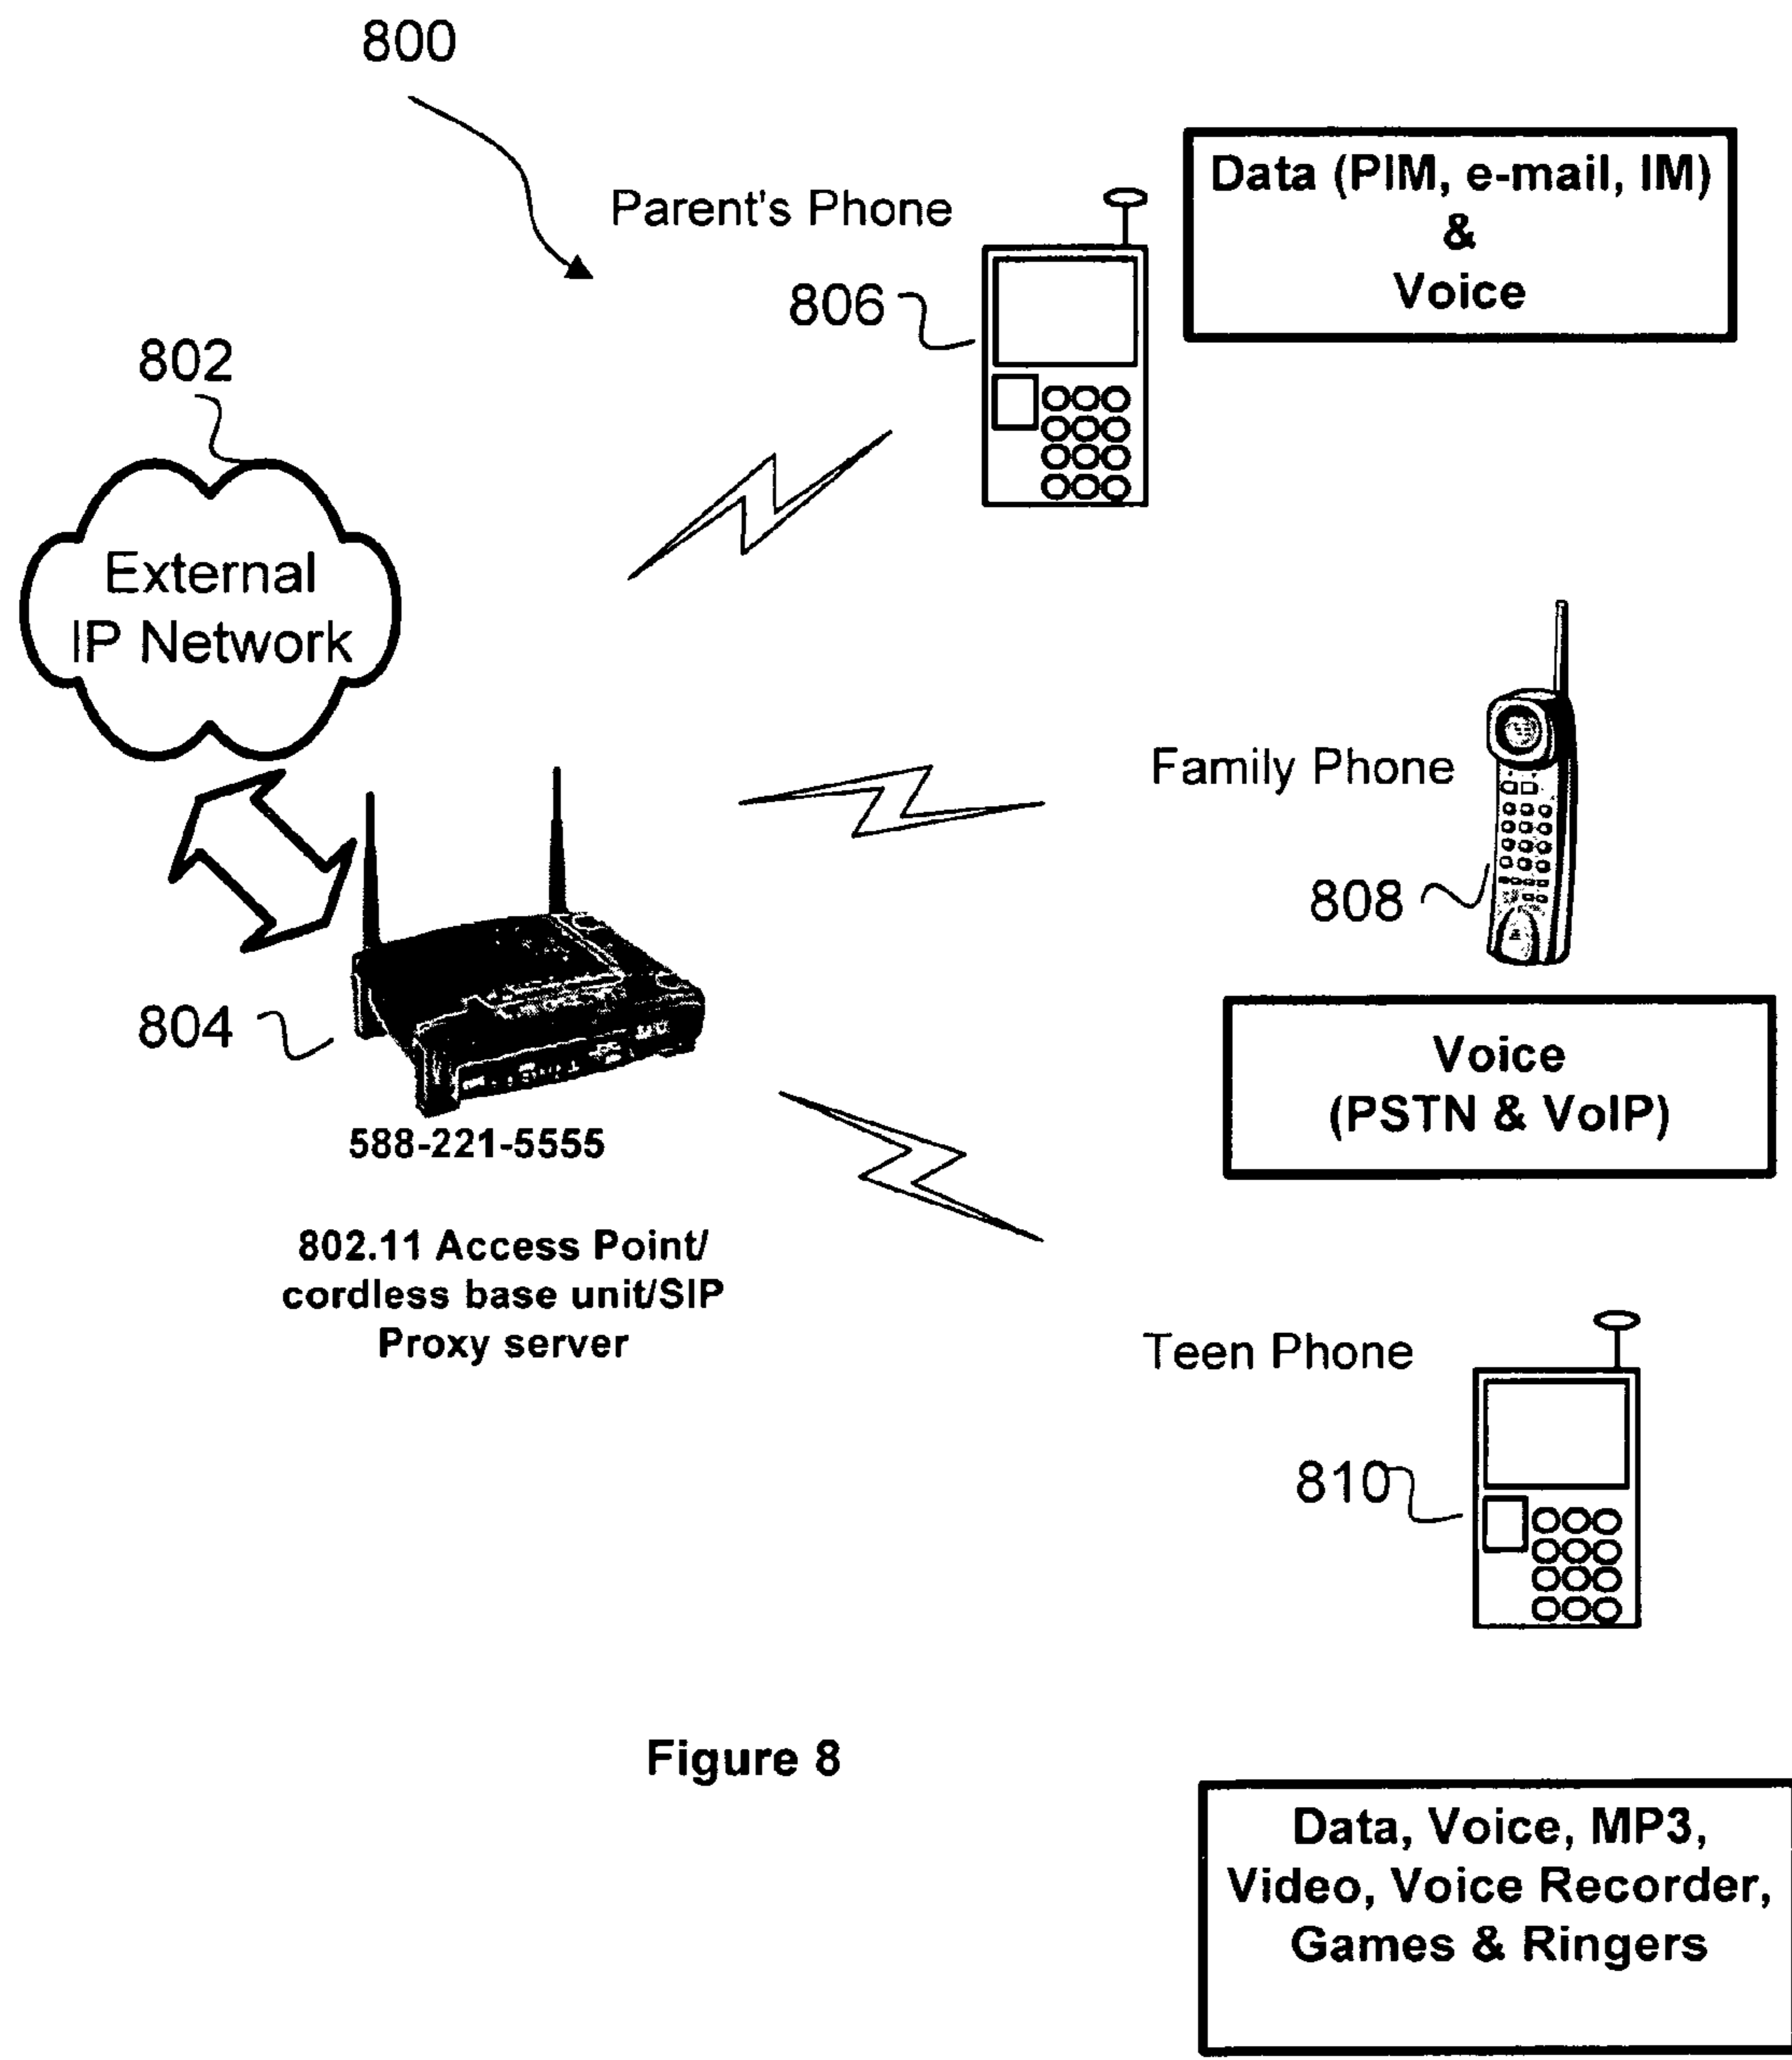 800
Parent's Phone
806
Data (PIM, e-mail, IM)
&
Voice
802
External
IP Network
Family Phone
808
Voice
(PSTN & VoIP)
804
588-221-5555
802.11 Access Point/
cordless base unit/SIP
Proxy server
Teen Phone
810
Figure 8
Data, Voice, MP3,
Video, Voice Recorder,
Games & Ringers